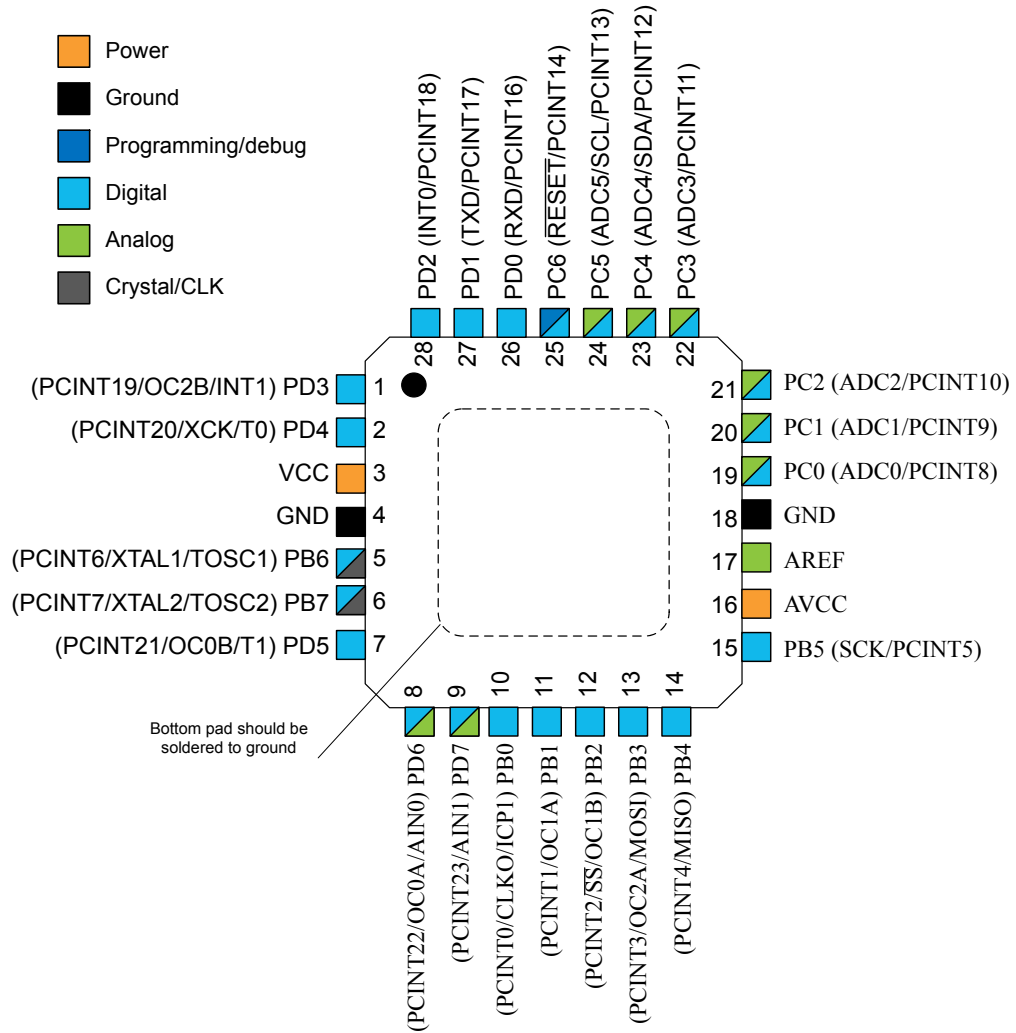 Power
Ground
Programming/debug
Digital
Analog
Crystal/CLK
PD2 (INT0/PCINT18)
PD1 (TXD/PCINT17)
PD0 (RXD/PCINT16)
PC6 (RESET/PCINT14)
PC5 (ADC5/SCL/PCINT13)
PC4 (ADC4/SDA/PCINT12)
PC3 (ADC3/PCINT11)
28
27
26
25
24
23
22
(PCINT19/OC2B/INT1) PD3
1
(PCINT20/XCK/T0) PD4
2
VCC
3
GND
4
(PCINT6/XTAL1/TOSC1) PB6
5
(PCINT7/XTAL2/TOSC2) PB7
6
(PCINT21/OC0B/T1) PD5
7
21
PC2 (ADC2/PCINT10)
20
PC1 (ADC1/PCINT9)
19
PC0 (ADC0/PCINT8)
18
GND
17
AREF
16
AVCC
15
PB5 (SCK/PCINT5)
8
9
10
11
12
13
14
Bottom pad should be
soldered to ground
(PCINT22/OC0A/AIN0) PD6
(PCINT23/AIN1) PD7
(PCINT0/CLKO/ICP1) PB0
(PCINT1/OC1A) PB1
(PCINT2/SS/OC1B) PB2
(PCINT3/OC2A/MOSI) PB3
(PCINT4/MISO) PB4